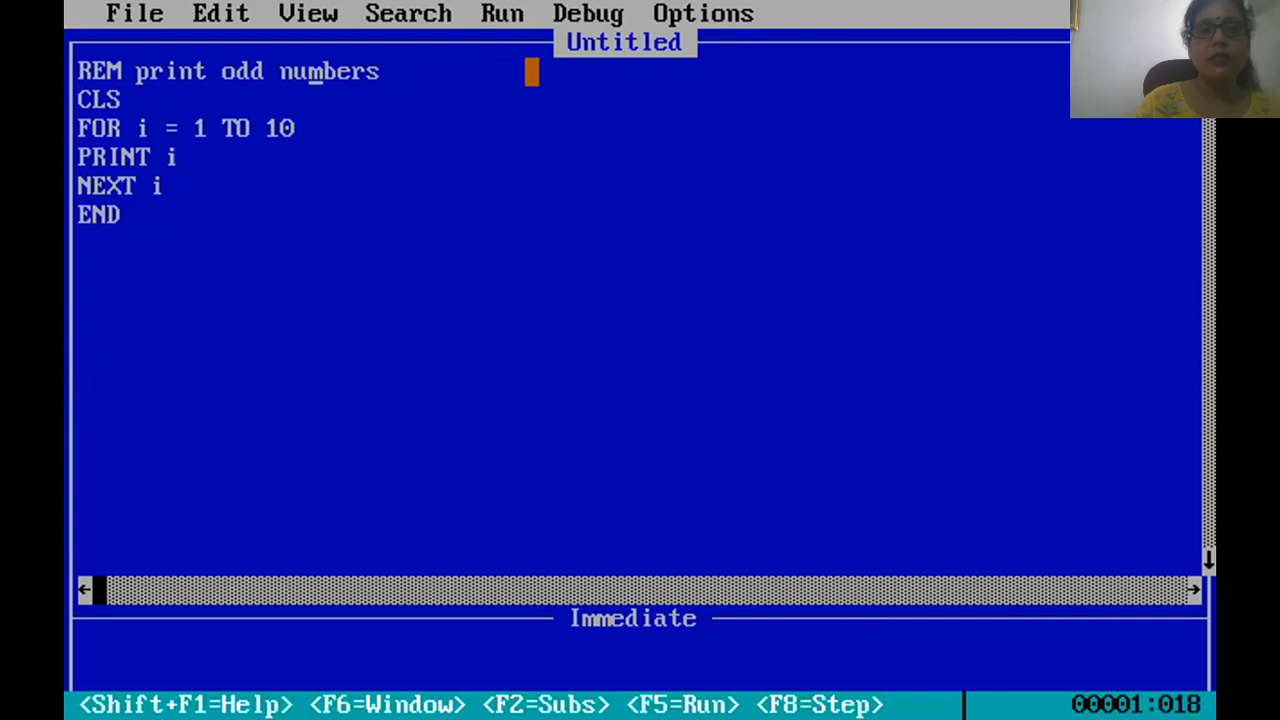 File Edit View Search Run Debug Options
Untitled
REM print odd numbers
CLS
FOR i = 1 TO 10
PRINT i
NEXT i
END
Immediate
<Shift+F1=Help> <F6=Window> <F2=Subs> <F5=Run> <F8=Step> 00001:018